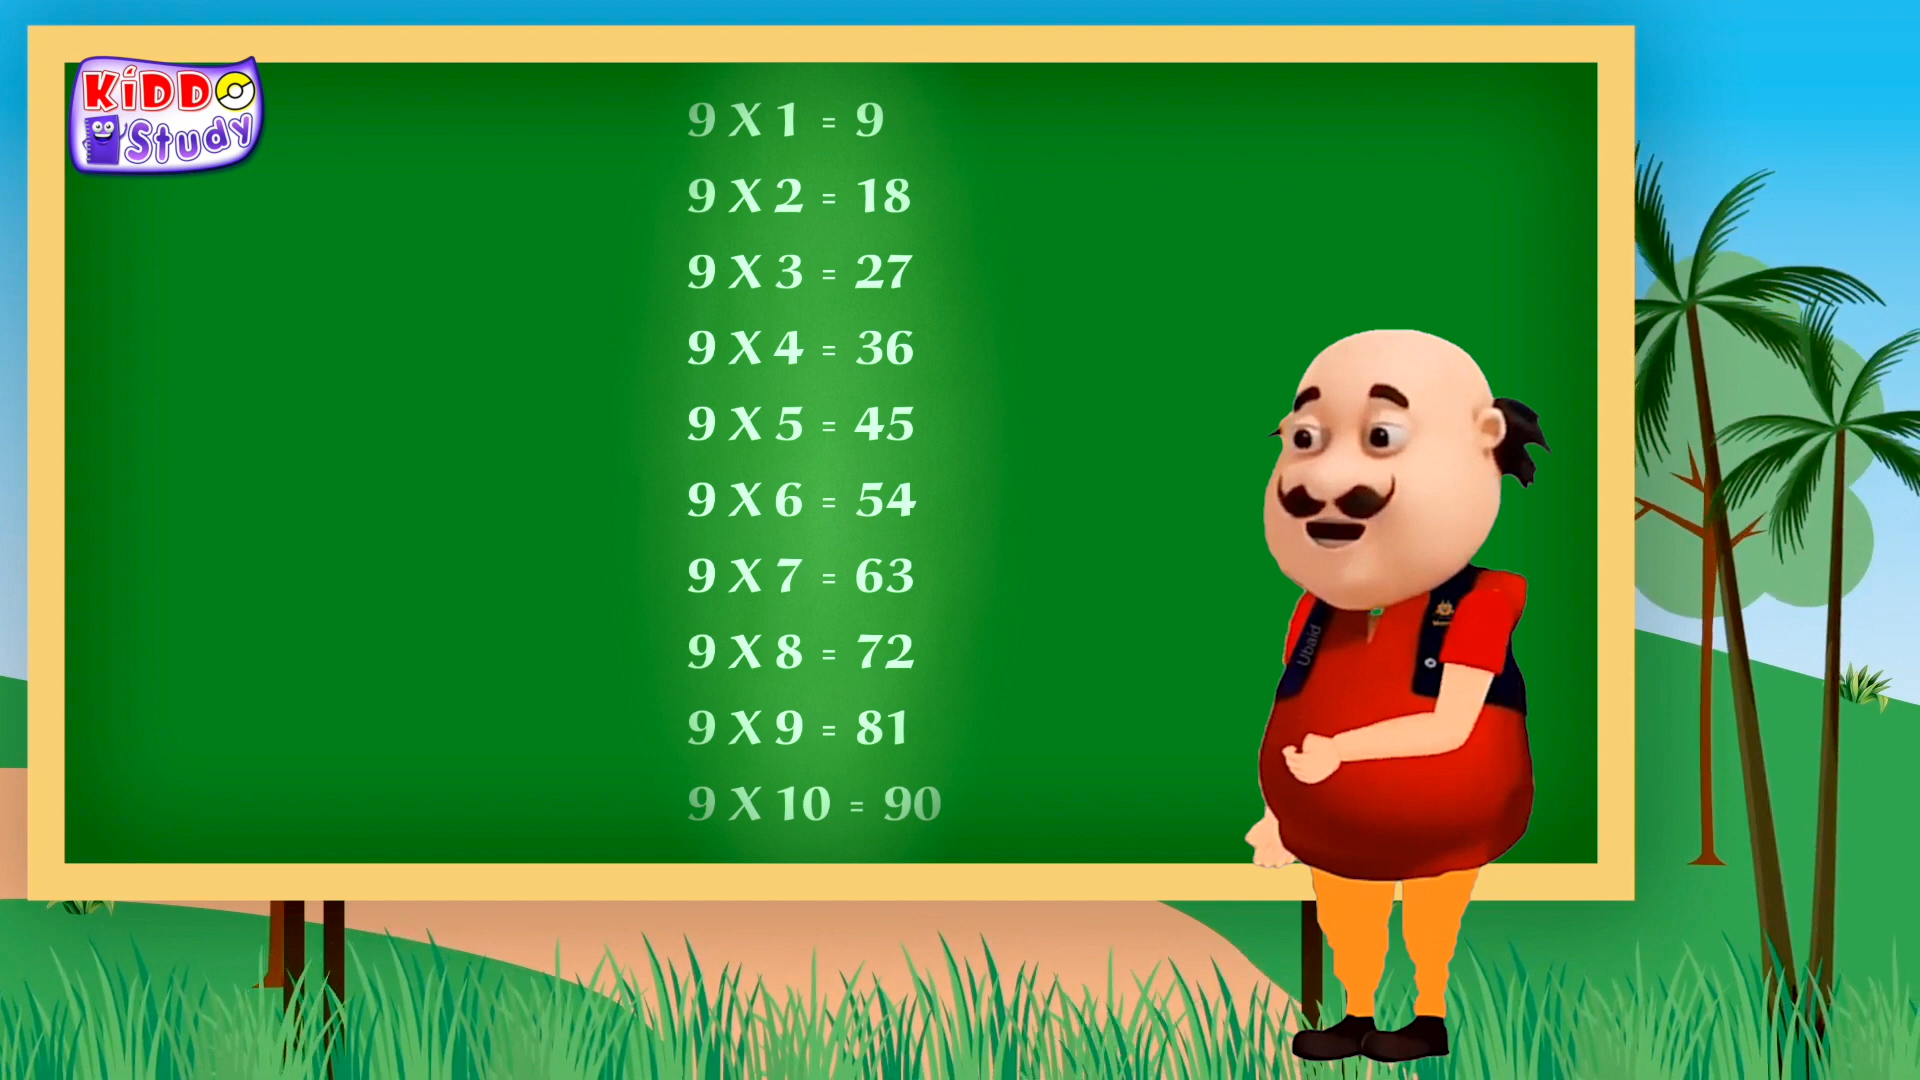 KiDDO
Study
9 X 1 = 9
9 X 2 = 18
9 X 3 = 27
9 X 4 = 36
9 X 5 = 45
9 X 6 = 54
9 X 7 = 63
9 X 8 = 72
9 X 9 = 81
9 X 10 = 90
Ubaid